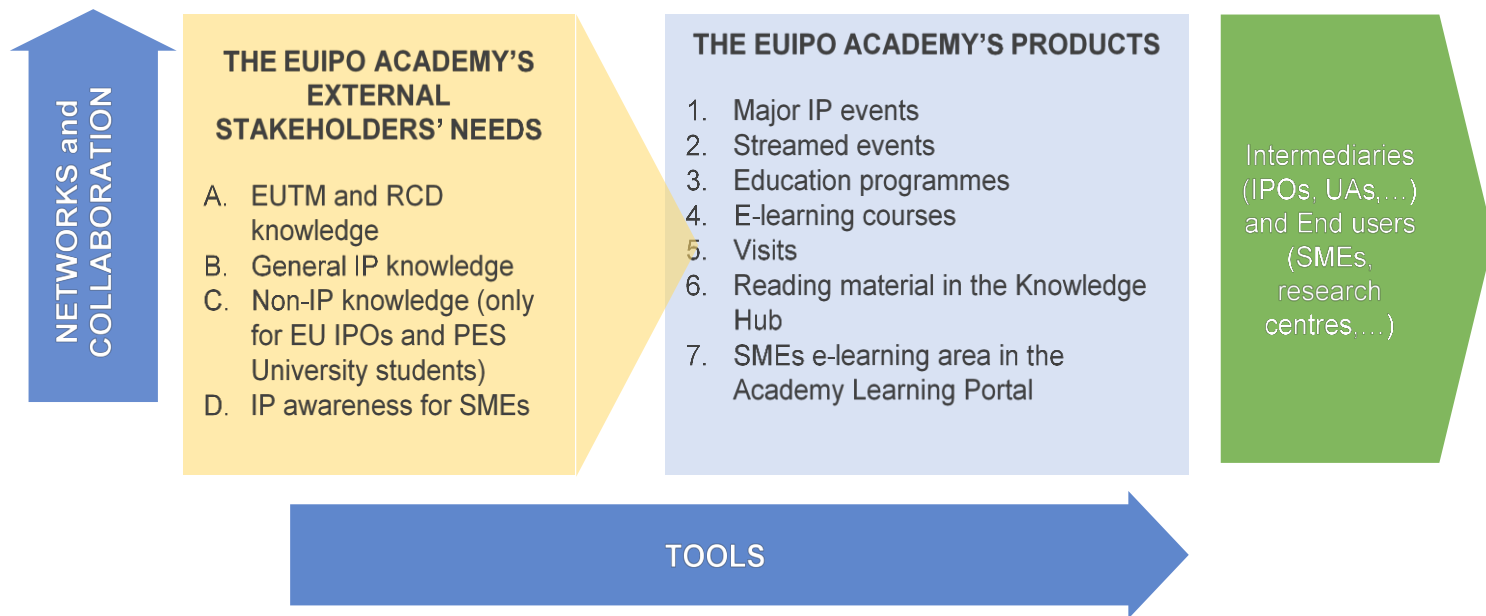 NETWORKS and
COLLABORATION
THE EUIPO ACADEMY’S
EXTERNAL
STAKEHOLDERS’ NEEDS
A. EUTM and RCD
knowledge
B. General IP knowledge
C. Non-IP knowledge (only
for EU IPOs and PES
University students)
D. IP awareness for SMEs
THE EUIPO ACADEMY’S PRODUCTS
1. Major IP events
2. Streamed events
3. Education programmes
4. E-learning courses
5. Visits
6. Reading material in the Knowledge
Hub
7. SMEs e-learning area in the
Academy Learning Portal
Intermediaries
(IPOs, UAs,...)
and End users
(SMEs,
research
centres,...)
TOOLS